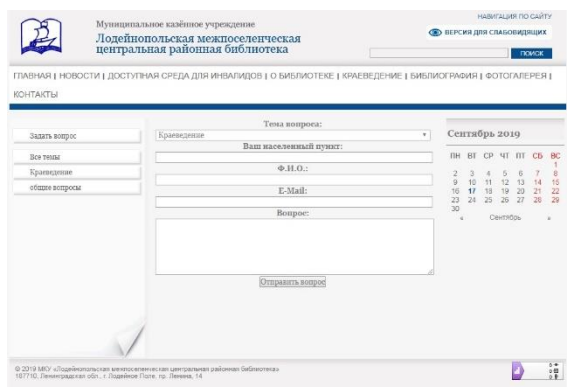 НАВИГАЦИЯ ПО САЙТУ
Муниципальное казённое учреждение
Лодейнопольская межпоселенческая
центральная районная библиотека
ВЕРСИЯ ДЛЯ СЛАБОВИДЯЩИХ
ПОИСК
ГЛАВНАЯ | НОВОСТИ | ДОСТУПНАЯ СРЕДА ДЛЯ ИНВАЛИДОВ | О БИБЛИОТЕКЕ | КРАЕВЕДЕНИЕ | БИБЛИОГРАФИЯ | ФОТОГАЛЕРЕЯ |
КОНТАКТЫ
Задать вопрос
Все темы
Краеведение
общие вопросы
Тема вопроса:
Краеведение
Ваш населенный пункт:
Ф.И.О.:
E-Mail:
Вопрос:
Отправить вопрос
Сентябрь 2019
ПН ВТ СР ЧТ ПТ СБ ВС
1
2 3 4 5 6 7 8
9 10 11 12 13 14 15
16 17 18 19 20 21 22
23 24 25 26 27 28 29
30
« Сентябрь »
© 2019 МКУ «Лодейнопольская межпоселенческая центральная районная библиотека»
187710, Ленинградская обл., г. Лодейное Поле, пр. Ленина, 14